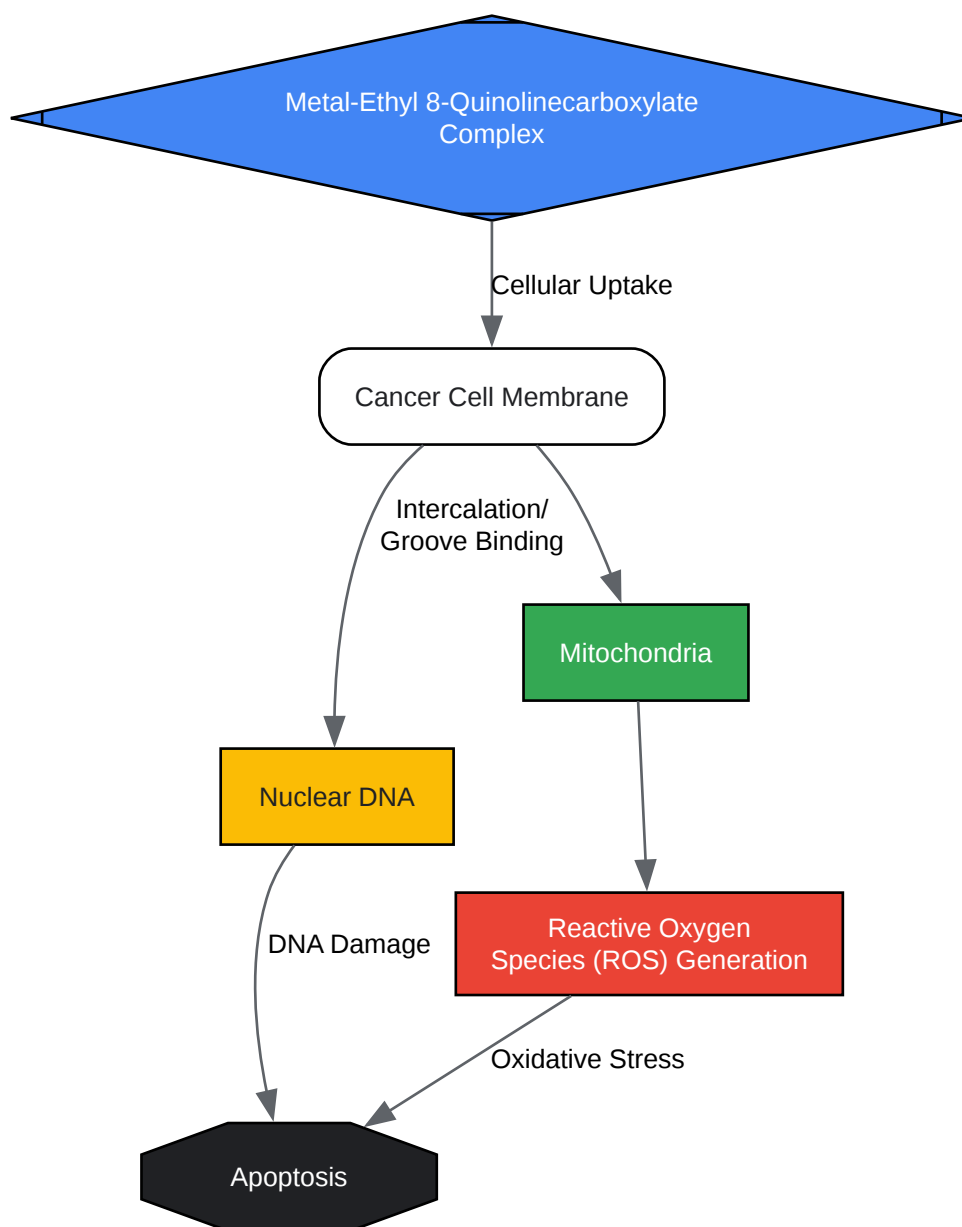 Metal-Ethyl 8-Quinolinecarboxylate
Complex
Cellular Uptake
Cancer Cell Membrane
Intercalation/
Groove Binding
Mitochondria
Nuclear DNA
Reactive Oxygen
Species (ROS) Generation
DNA Damage
Oxidative Stress
Apoptosis